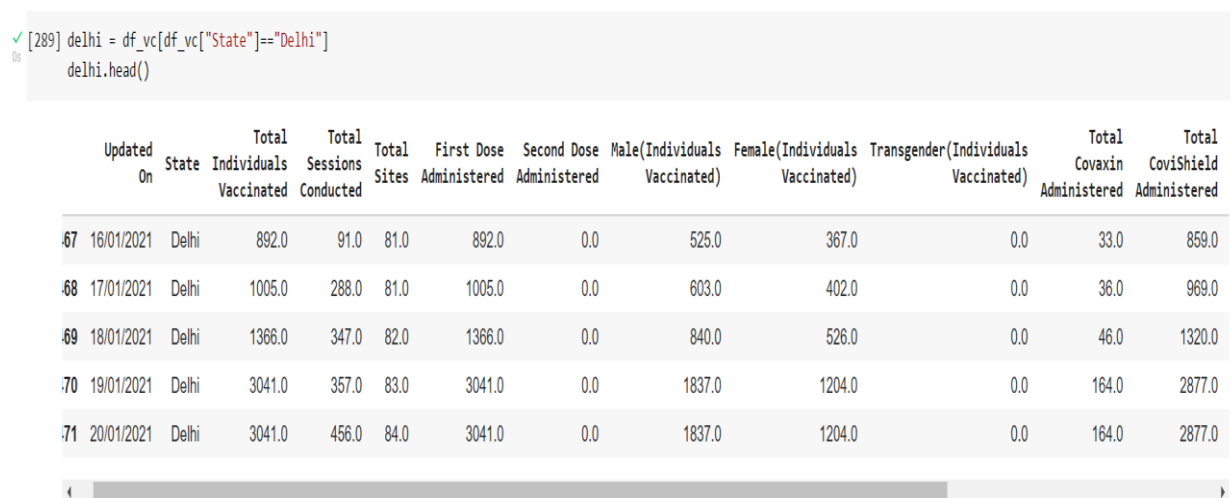 [289] delhi = df_vc[df_vc["State"]=="Delhi"]
0s
delhi.head()
Updated On State Total Individuals Vaccinated Total Sessions Conducted Total Sites First Dose Administered Second Dose Administered Male(Individuals Vaccinated) Female(Individuals Vaccinated) Transgender(Individuals Vaccinated) Total Covaxin Administered Total CoviShield Administered
67 16/01/2021 Delhi 892.0 91.0 81.0 892.0 0.0 525.0 367.0 0.0 33.0 859.0
68 17/01/2021 Delhi 1005.0 288.0 81.0 1005.0 0.0 603.0 402.0 0.0 36.0 969.0
69 18/01/2021 Delhi 1366.0 347.0 82.0 1366.0 0.0 840.0 526.0 0.0 46.0 1320.0
70 19/01/2021 Delhi 3041.0 357.0 83.0 3041.0 0.0 1837.0 1204.0 0.0 164.0 2877.0
71 20/01/2021 Delhi 3041.0 456.0 84.0 3041.0 0.0 1837.0 1204.0 0.0 164.0 2877.0